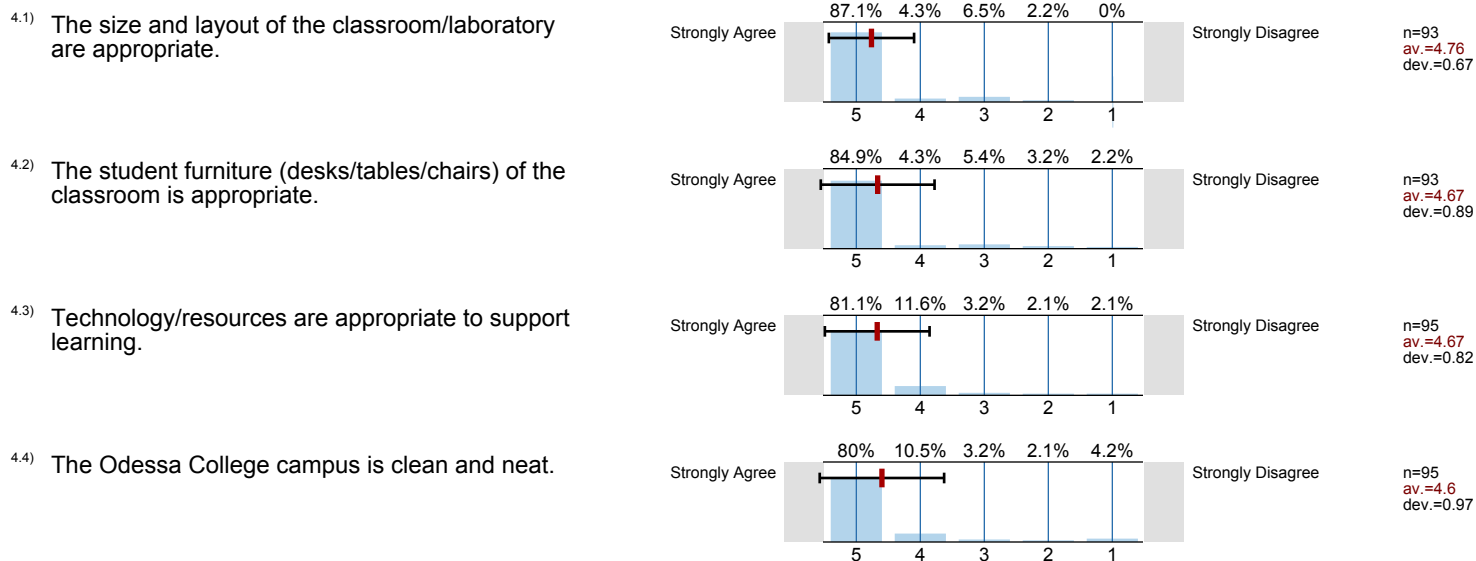 4.1) The size and layout of the classroom/laboratory
are appropriate.
87.1% 4.3% 6.5% 2.2% 0%
Strongly Agree
Strongly Disagree
5 4 3 2 1
n=93
av.=4.76
dev.=0.67
4.2) The student furniture (desks/tables/chairs) of the
classroom is appropriate.
84.9% 4.3% 5.4% 3.2% 2.2%
Strongly Agree
Strongly Disagree
5 4 3 2 1
n=93
av.=4.67
dev.=0.89
4.3) Technology/resources are appropriate to support
learning.
81.1% 11.6% 3.2% 2.1% 2.1%
Strongly Agree
Strongly Disagree
5 4 3 2 1
n=95
av.=4.67
dev.=0.82
4.4) The Odessa College campus is clean and neat.
80% 10.5% 3.2% 2.1% 4.2%
Strongly Agree
Strongly Disagree
5 4 3 2 1
n=95
av.=4.6
dev.=0.97